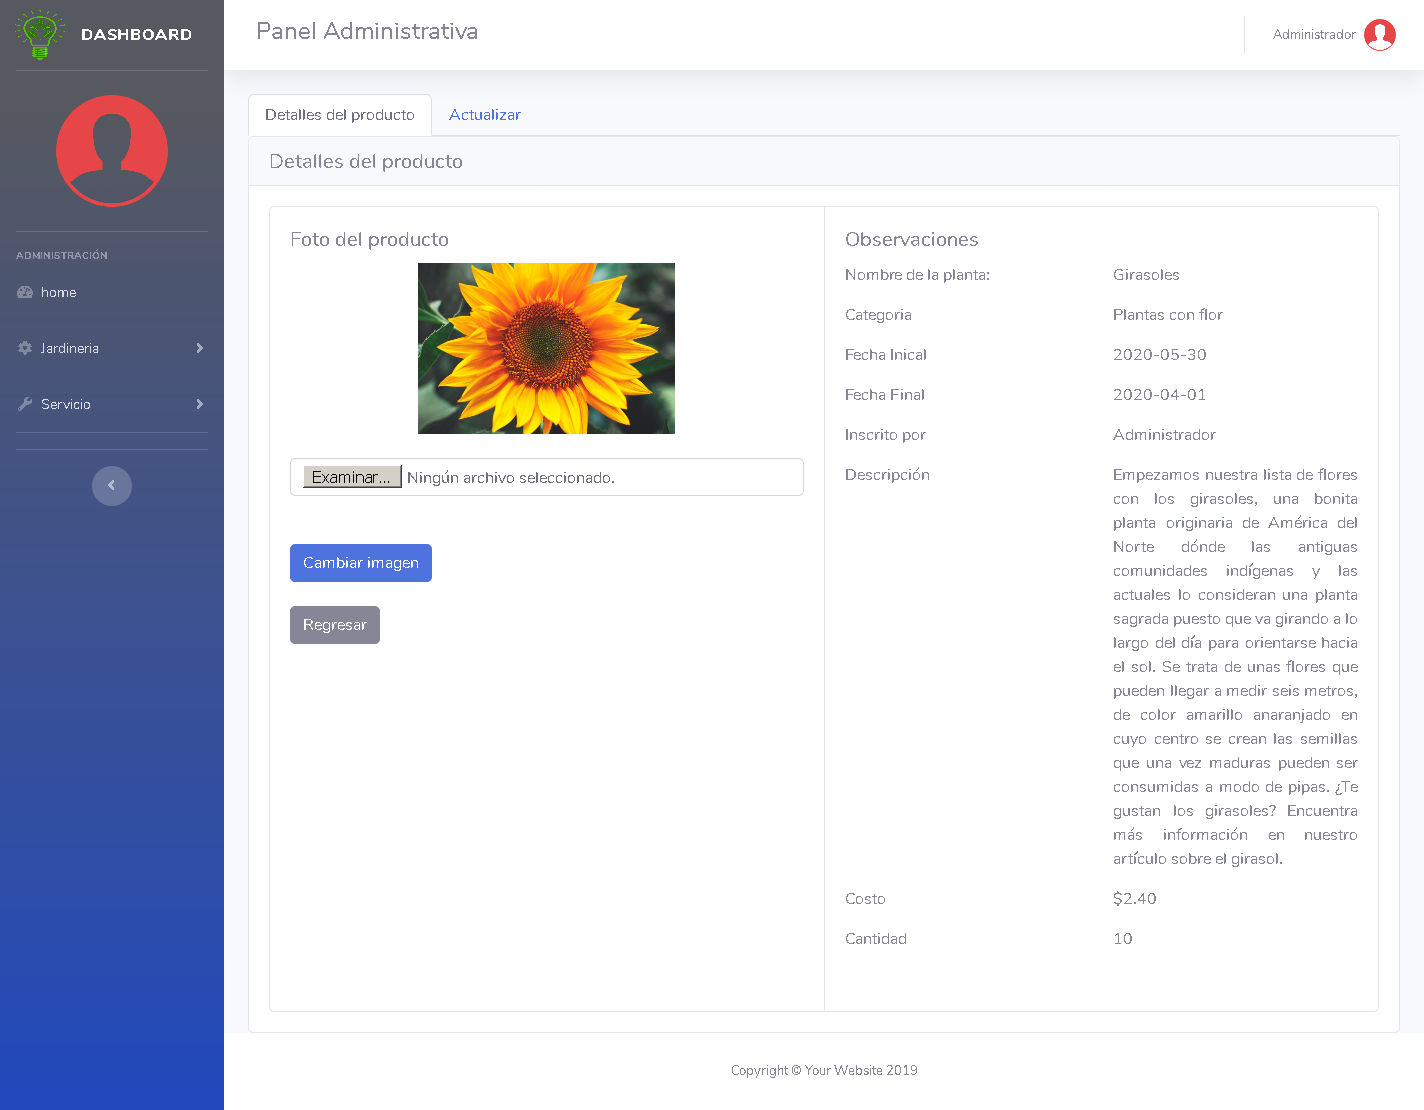 DASHBOARD
Panel Administrativa
Administrador
ADMINISTRACIÓN
home
Jardineria
Servicio
Detalles del producto
Actualizar
Detalles del producto
Foto del producto
Examinar... Ningún archivo seleccionado.
Cambiar imagen
Regresar
Observaciones
Nombre de la planta: Girasoles
Categoria Plantas con flor
Fecha Inical 2020-05-30
Fecha Final 2020-04-01
Inscrito por Administrador
Descripción Empezamos nuestra lista de flores
con los girasoles, una bonita
planta originaria de América del
Norte dónde las antiguas
comunidades indígenas y las
actuales lo consideran una planta
sagrada puesto que va girando a lo
largo del día para orientarse hacia
el sol. Se trata de unas flores que
pueden llegar a medir seis metros,
de color amarillo anaranjado en
cuyo centro se crean las semillas
que una vez maduras pueden ser
consumidas a modo de pipas. ¿Te
gustan los girasoles? Encuentra
más información en nuestro
artículo sobre el girasol.
Costo $2.40
Cantidad 10
Copyright © Your Website 2019